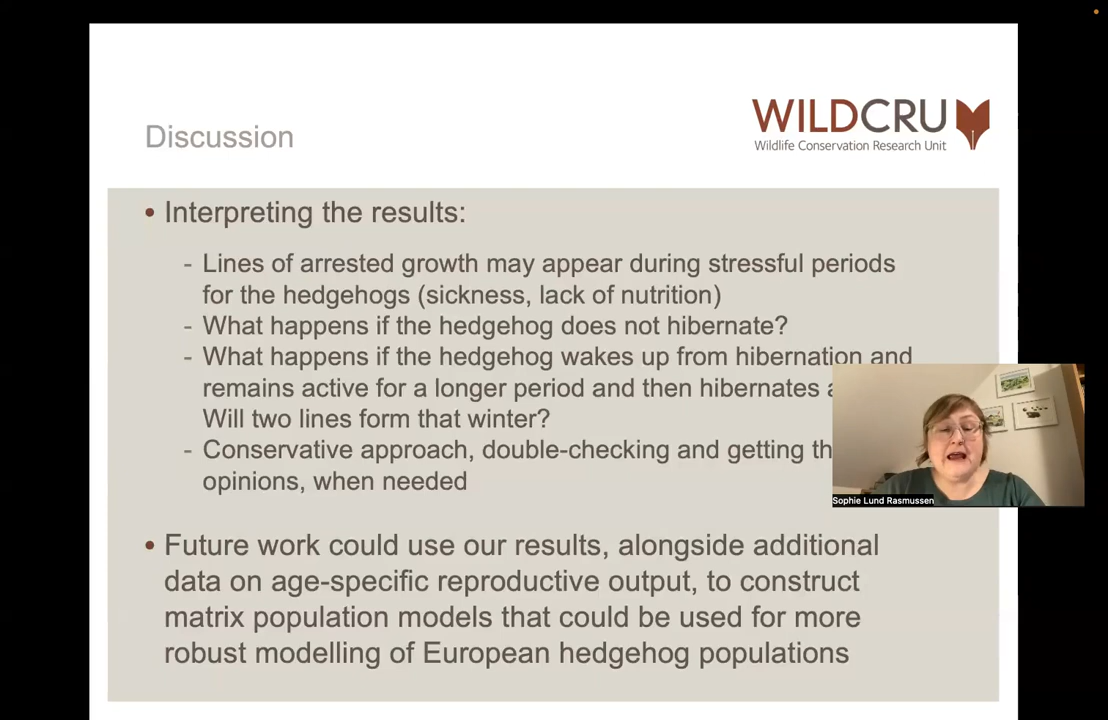 WILDCRU
Wildlife Conservation Research Unit
Discussion
• Interpreting the results:
- Lines of arrested growth may appear during stressful periods
for the hedgehogs (sickness, lack of nutrition)
- What happens if the hedgehog does not hibernate?
- What happens if the hedgehog wakes up from hibernation and
remains active for a longer period and then hibernates
Will two lines form that winter?
- Conservative approach, double-checking and getting
opinions, when needed
Sophie Lund Rasmussen
• Future work could use our results, alongside additional
data on age-specific reproductive output, to construct
matrix population models that could be used for more
robust modelling of European hedgehog populations